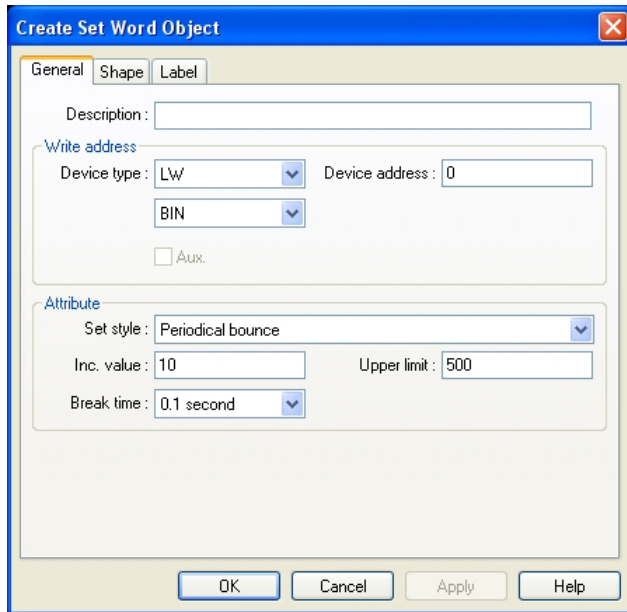 Create Set Word Object
General Shape Label
Description :
Write address
Device type : LW Device address : 0
BIN
Aux.
Attribute
Set style : Periodical bounce
Inc. value : 10 Upper limit : 500
Break time : 0.1 second
OK Cancel Apply Help